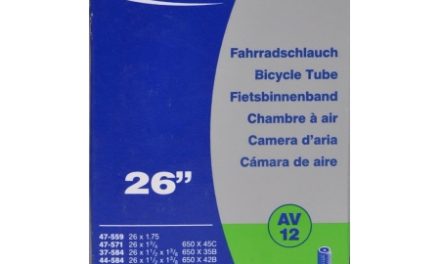 Fahrradschlauch
Bicycle Tube
Fietsbinnenband
Chambre à air
Camera d'aria
Cámara de aire
26”
AV
12
47-559 26 x 1.75
47-571 26 x 1¾ 650 X 45C
37-584 26 x 1½ x 1⅜ 650 X 35B
44-584 26 x 1½ x 1⅝ 650 X 42B